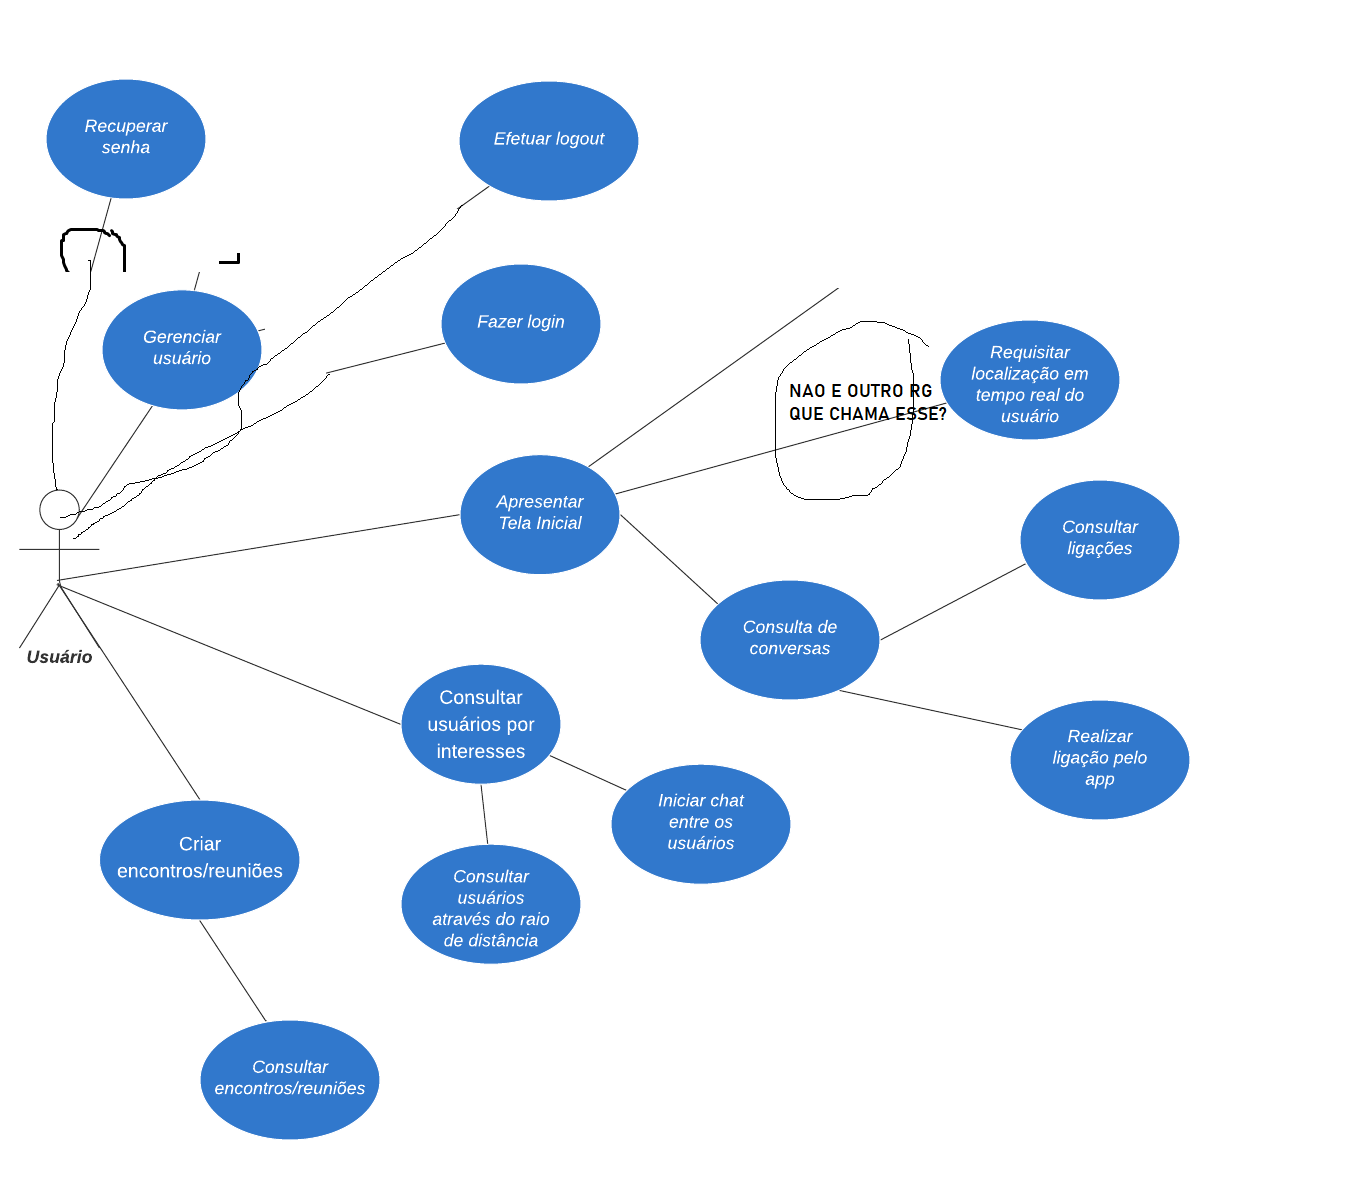 Recuperar
senha
Efetuar logout
Gerenciar
usuário
Fazer login
Requisitar
localização em
tempo real do
usuário
NAO E OUTRO RG
QUE CHAMA ESSE?
Apresentar
Tela Inicial
Consultar
ligações
Consulta de
conversas
Usuário
Consultar
usuários por
interesses
Realizar
ligação pelo
app
Iniciar chat
entre os
usuários
Criar
encontros/reuniões
Consultar
usuários
através do raio
de distância
Consultar
encontros/reuniões